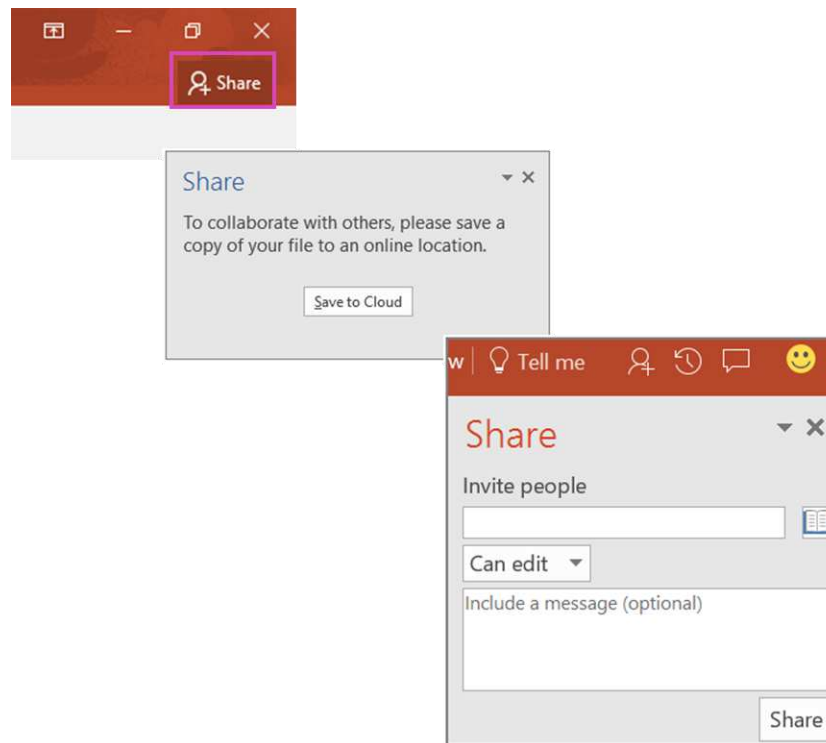 Share
Share
To collaborate with others, please save a
copy of your file to an online location.
Save to Cloud
w Tell me
Share
Invite people
Can edit
Include a message (optional)
Share